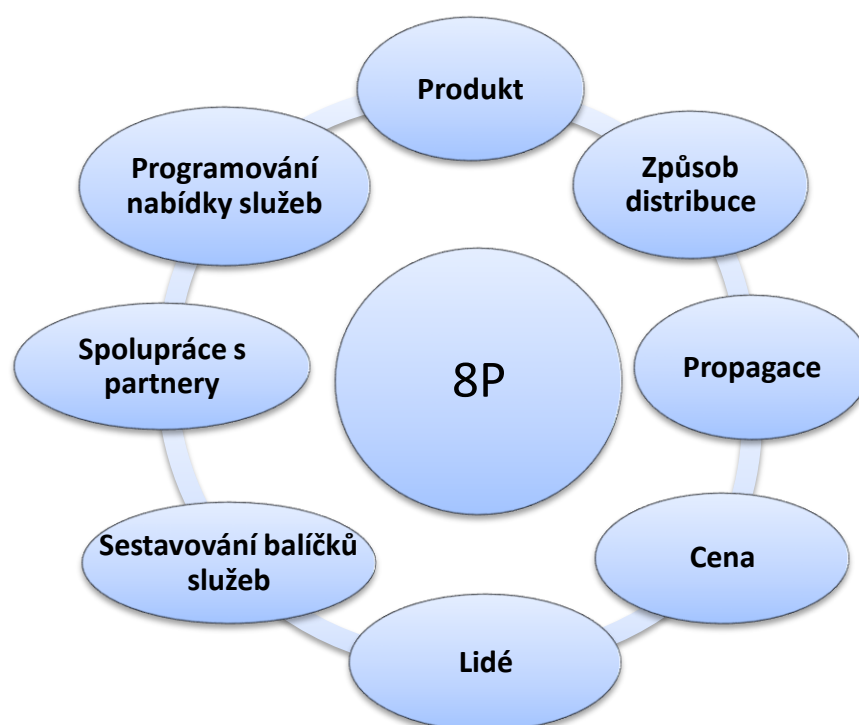 Produkt
Způsob
distribuce
Propagace
Cena
Lidé
Sestavování balíčků
služeb
Spolupráce s
partnery
Programování
nabídky služeb
8P